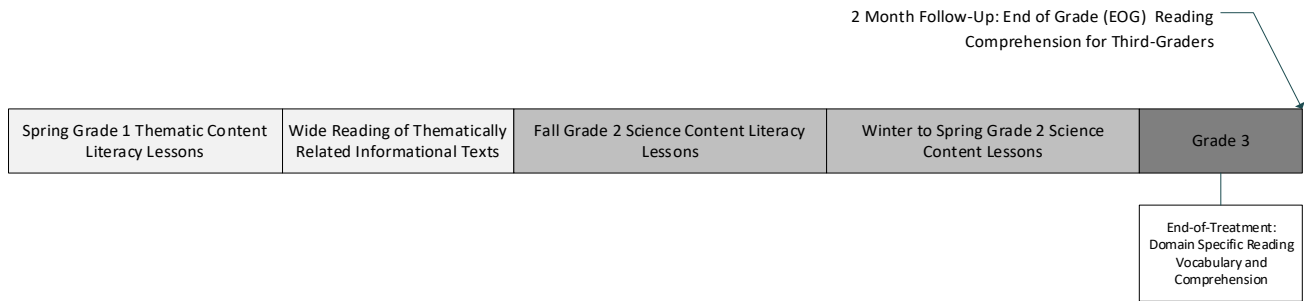 2 Month Follow-Up: End of Grade (EOG) Reading
Comprehension for Third-Graders
Spring Grade 1 Thematic Content
Literacy Lessons
Wide Reading of Thematically
Related Informational Texts
Fall Grade 2 Science Content Literacy
Lessons
Winter to Spring Grade 2 Science
Content Lessons
Grade 3
End-of-Treatment:
Domain Specific Reading
Vocabulary and
Comprehension